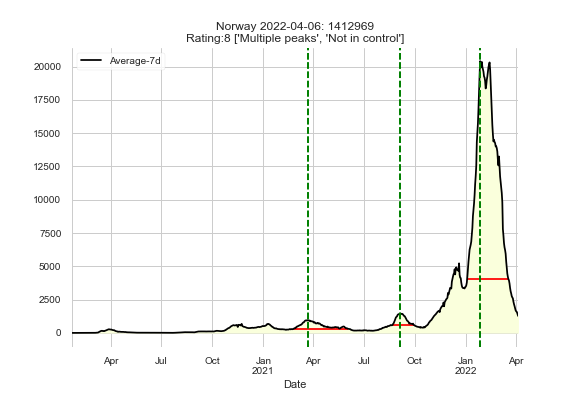 Norway 2022-04-06: 1412969
Rating:8 ['Multiple peaks', 'Not in control']
Average-7d
20000
17500
15000
12500
10000
7500
5000
2500
0
Apr Jul Oct Jan Apr Jul Oct Jan Apr
2021 2022
Date